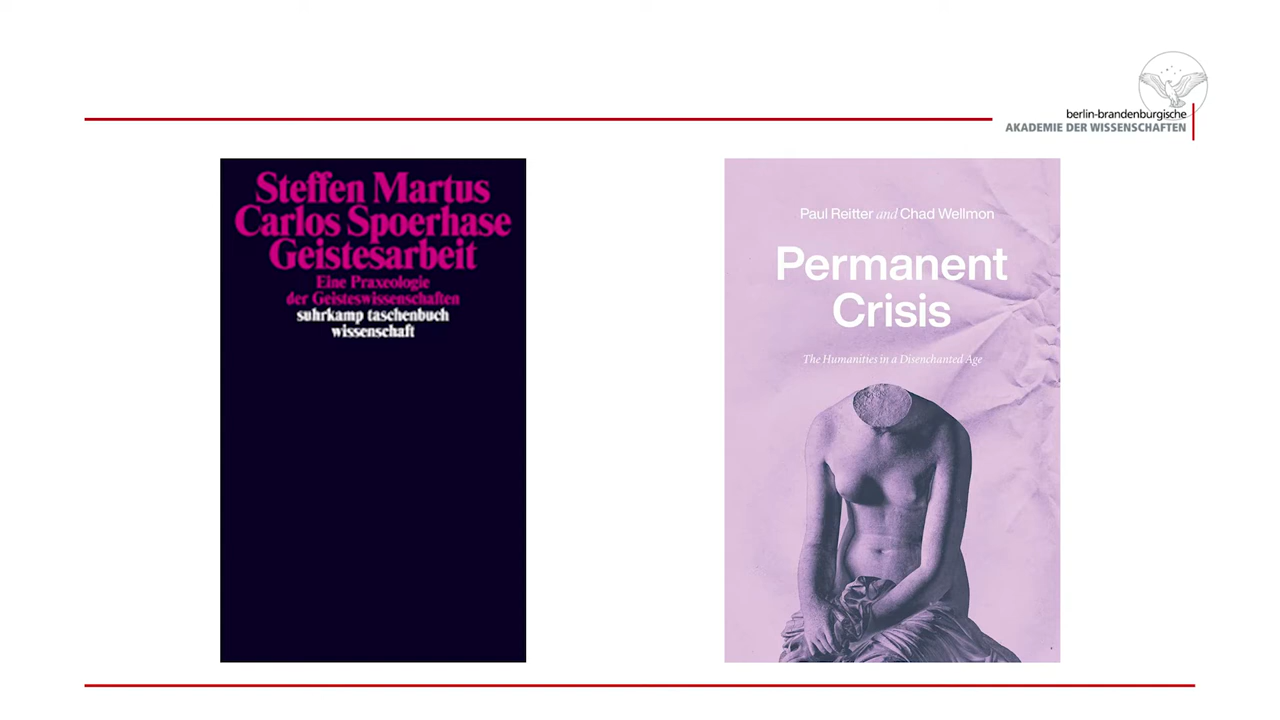 berlin-brandenburgische
AKADEMIE DER WISSENSCHAFTEN
Steffen Martus
Carlos Spoerhase
Geistesarbeit
Eine Praxeologie
der Geisteswissenschaften
suhrkamp taschenbuch
wissenschaft
Paul Reitter and Chad Wellmon
Permanent
Crisis
The Humanities in a Disenchanted Age